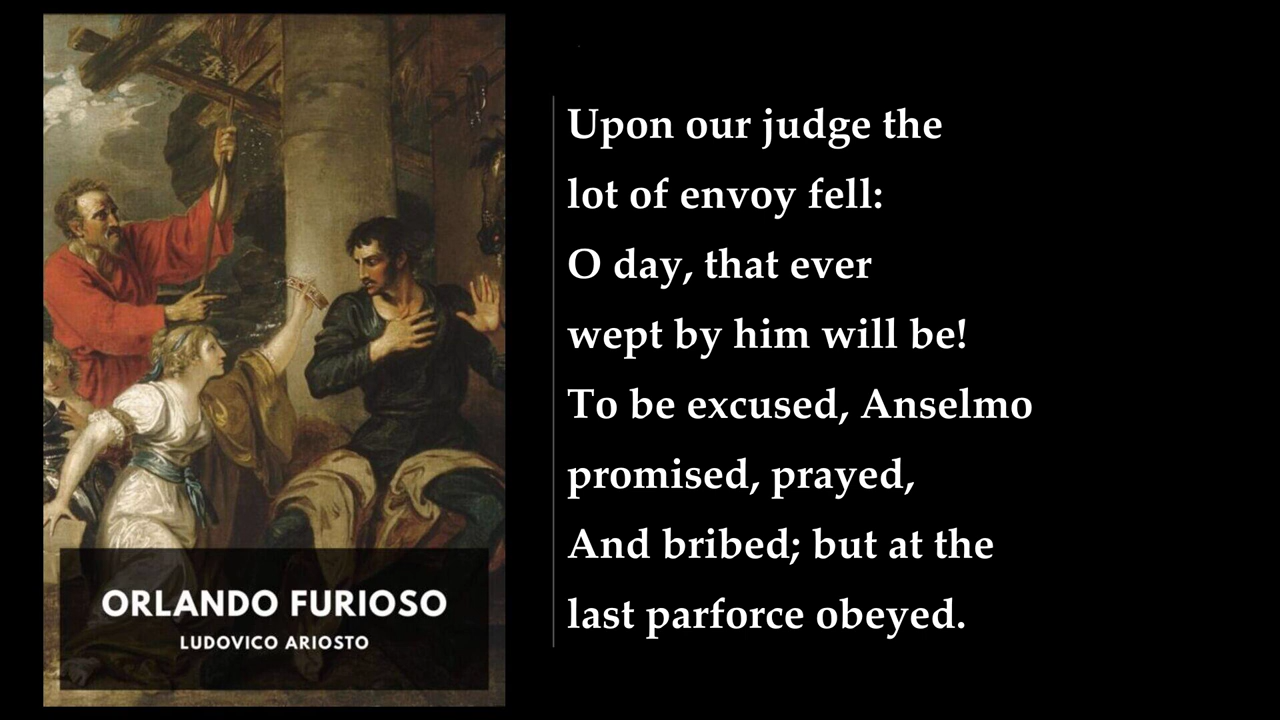 Upon our judge the
lot of envoy fell:
O day, that ever
wept by him will be!
To be excused, Anselmo
promised, prayed,
And bribed; but at the
last parforce obeyed.
ORLANDO FURIOSO
LUDOVICO ARIOSTO